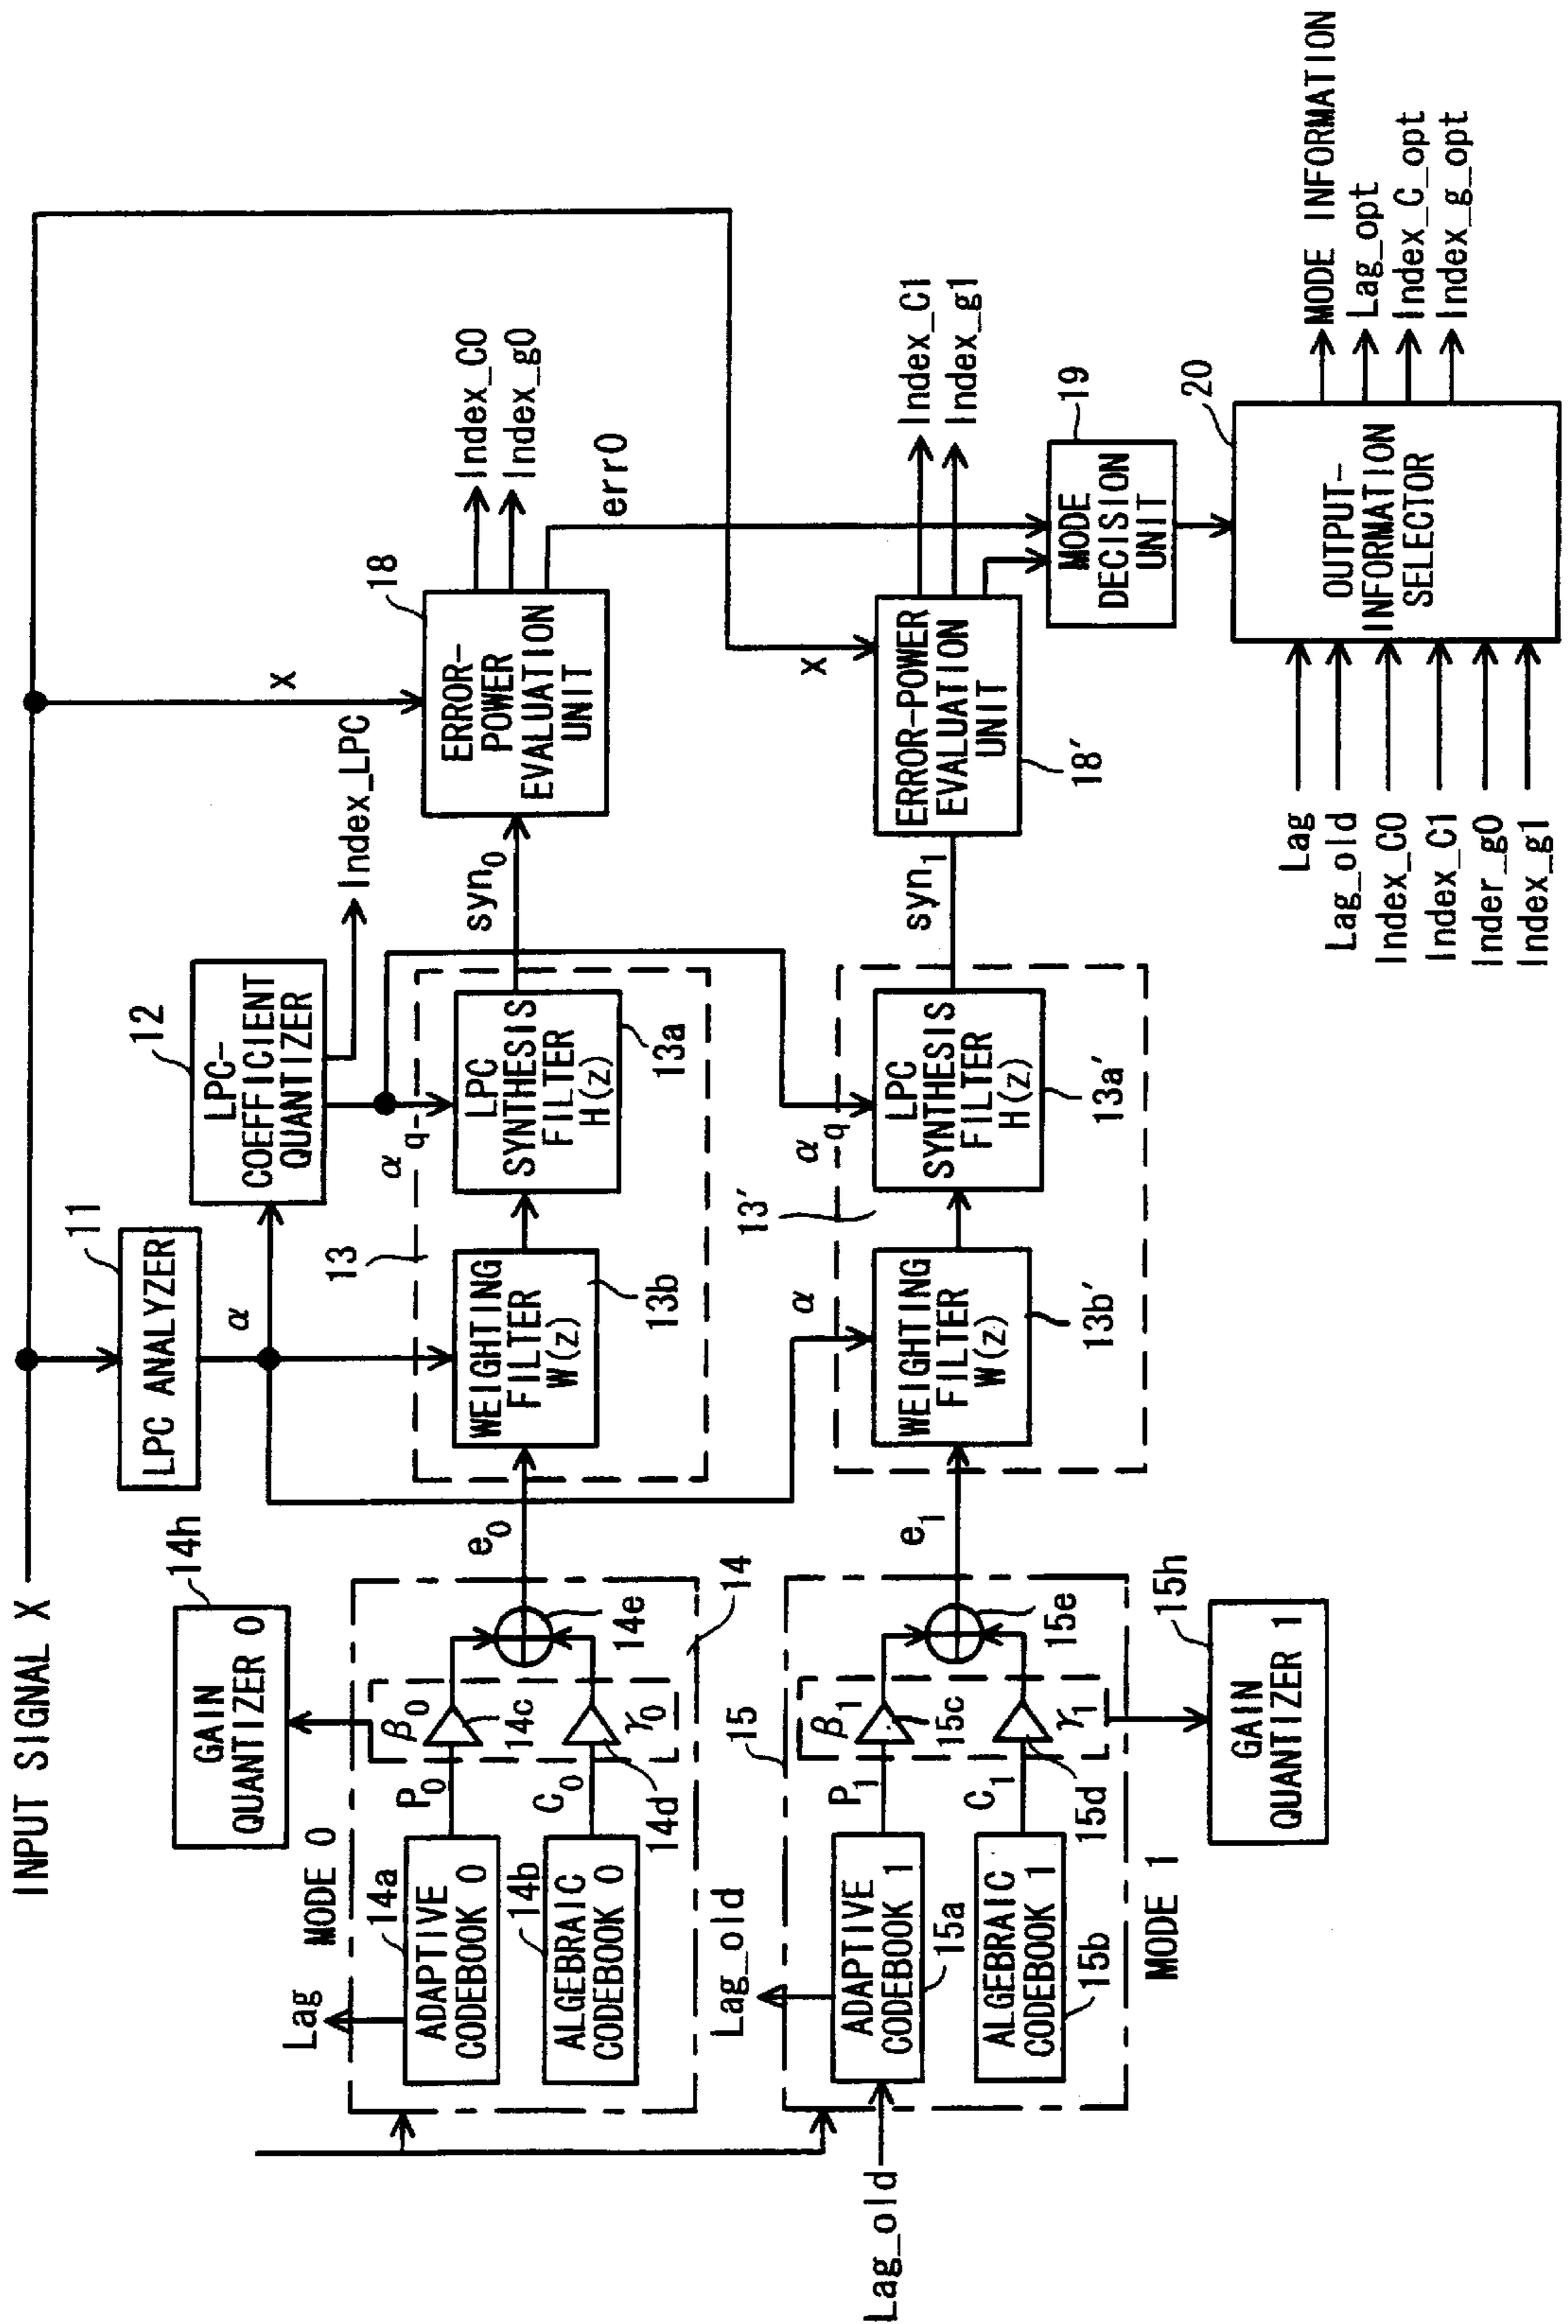 INPUT SIGNAL X
11
LPC ANALYZER
α
12
LPC-
COEFFICIENT
QUANTIZER
Index_LPC
X
14h
GAIN
QUANTIZER 0
MODE 0
Lag
14a
ADAPTIVE
CODEBOOK 0
P0
β0
14c
14b
ALGEBRAIC
CODEBOOK 0
C0
14d
γ0
14e
14
e0
13
WEIGHTING
FILTER
W(z)
13b
αq
LPC
SYNTHESIS
FILTER
H(z)
13a
syn0
18
ERROR-
POWER
EVALUATION
UNIT
Index_C0
Index_g0
err0
Lag_old
Lag_old
15
ADAPTIVE
CODEBOOK 1
15a
P1
β1
15c
ALGEBRAIC
CODEBOOK 1
15b
C1
15d
γ1
15e
MODE 1
e1
15h
GAIN
QUANTIZER 1
α
13'
WEIGHTING
FILTER
W(z)
13b'
αq
LPC
SYNTHESIS
FILTER
H(z)
13a'
syn1
X
ERROR-POWER
EVALUATION
UNIT
18'
Index_C1
Index_g1
19
MODE
DECISION
UNIT
20
OUTPUT-
INFORMATION
SELECTOR
Lag
Lag_old
Index_C0
Index_C1
Inder_g0
Index_g1
MODE INFORMATION
Lag_opt
Index_C_opt
Index_g_opt